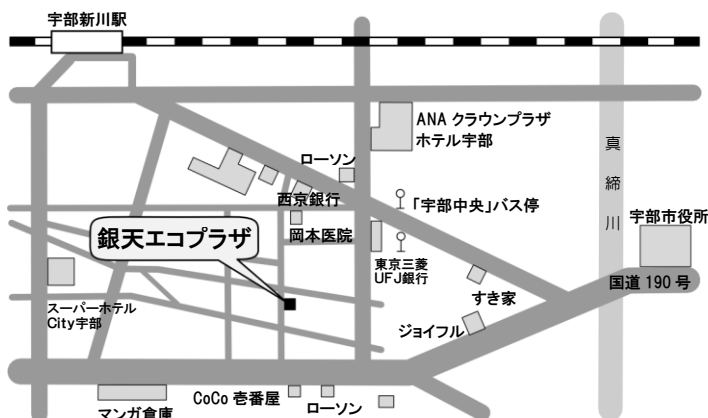 宇部新川駅
ANA クラウンプラザ
ホテル宇部
ローソン
西京銀行
「宇部中央」バス停
岡本医院
銀天エコプラザ
東京三菱
UFJ銀行
真締川
宇部市役所
国道 190 号
スーパーホテル
City宇部
すき家
ジョイフル
マンガ倉庫
CoCo 壱番屋
ローソン